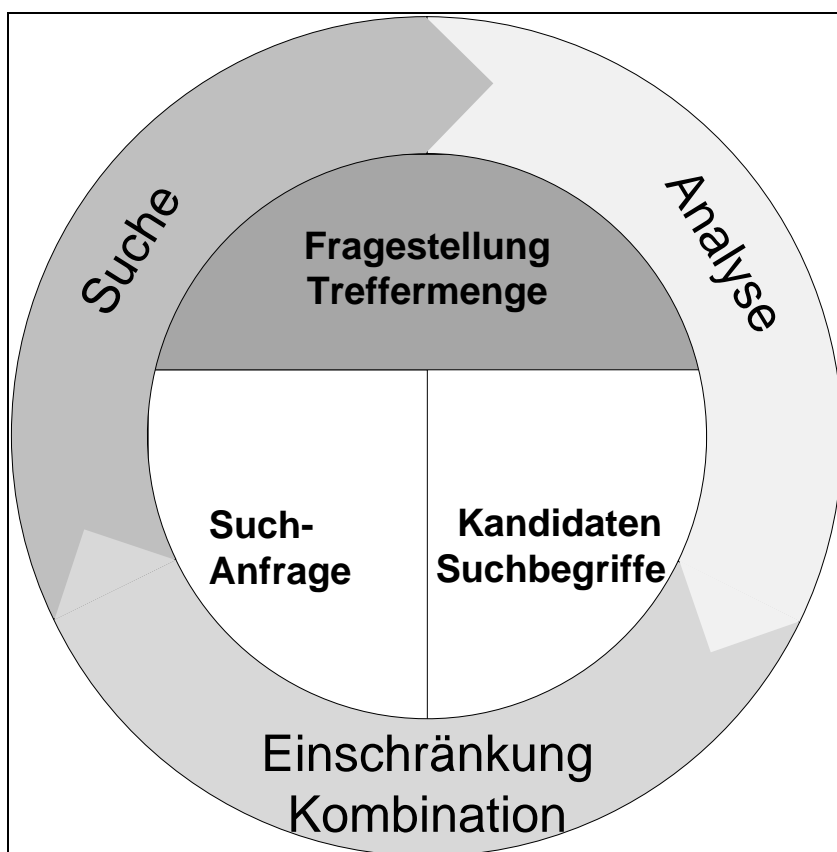 Suche
Analyse
Fragestellung
Treffermenge
Such-
Anfrage
Kandidaten
Suchbegriffe
Einschränkung
Kombination